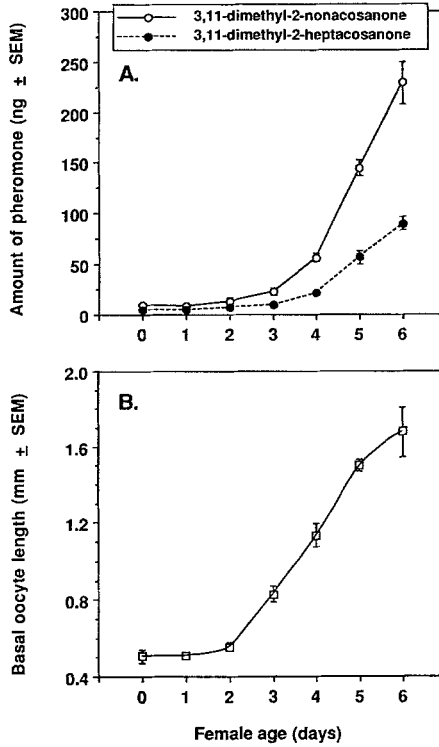 3,11-dimethyl-2-nonacosanone
3,11-dimethyl-2-heptacosanone
A.
Amount of pheromone (ng ± SEM)
300
250
200
150
100
50
0
0 1 2 3 4 5 6
B.
Basal oocyte length (mm ± SEM)
2.0
1.6
1.2
0.8
0.4
0 1 2 3 4 5 6
Female age (days)